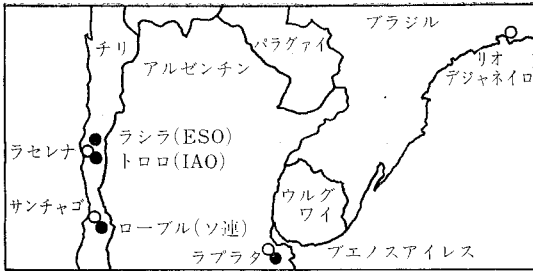 ブラジル
チリ
パラグァイ
アルゼンチン
リオ
デジャネイロ
ラシラ(ESO)
ラセレナ
トロロ(IAO)
ウルグ
ワイ
サンチャゴ
ローブル(ソ連)
ラプラタ
ブエノスアイレス